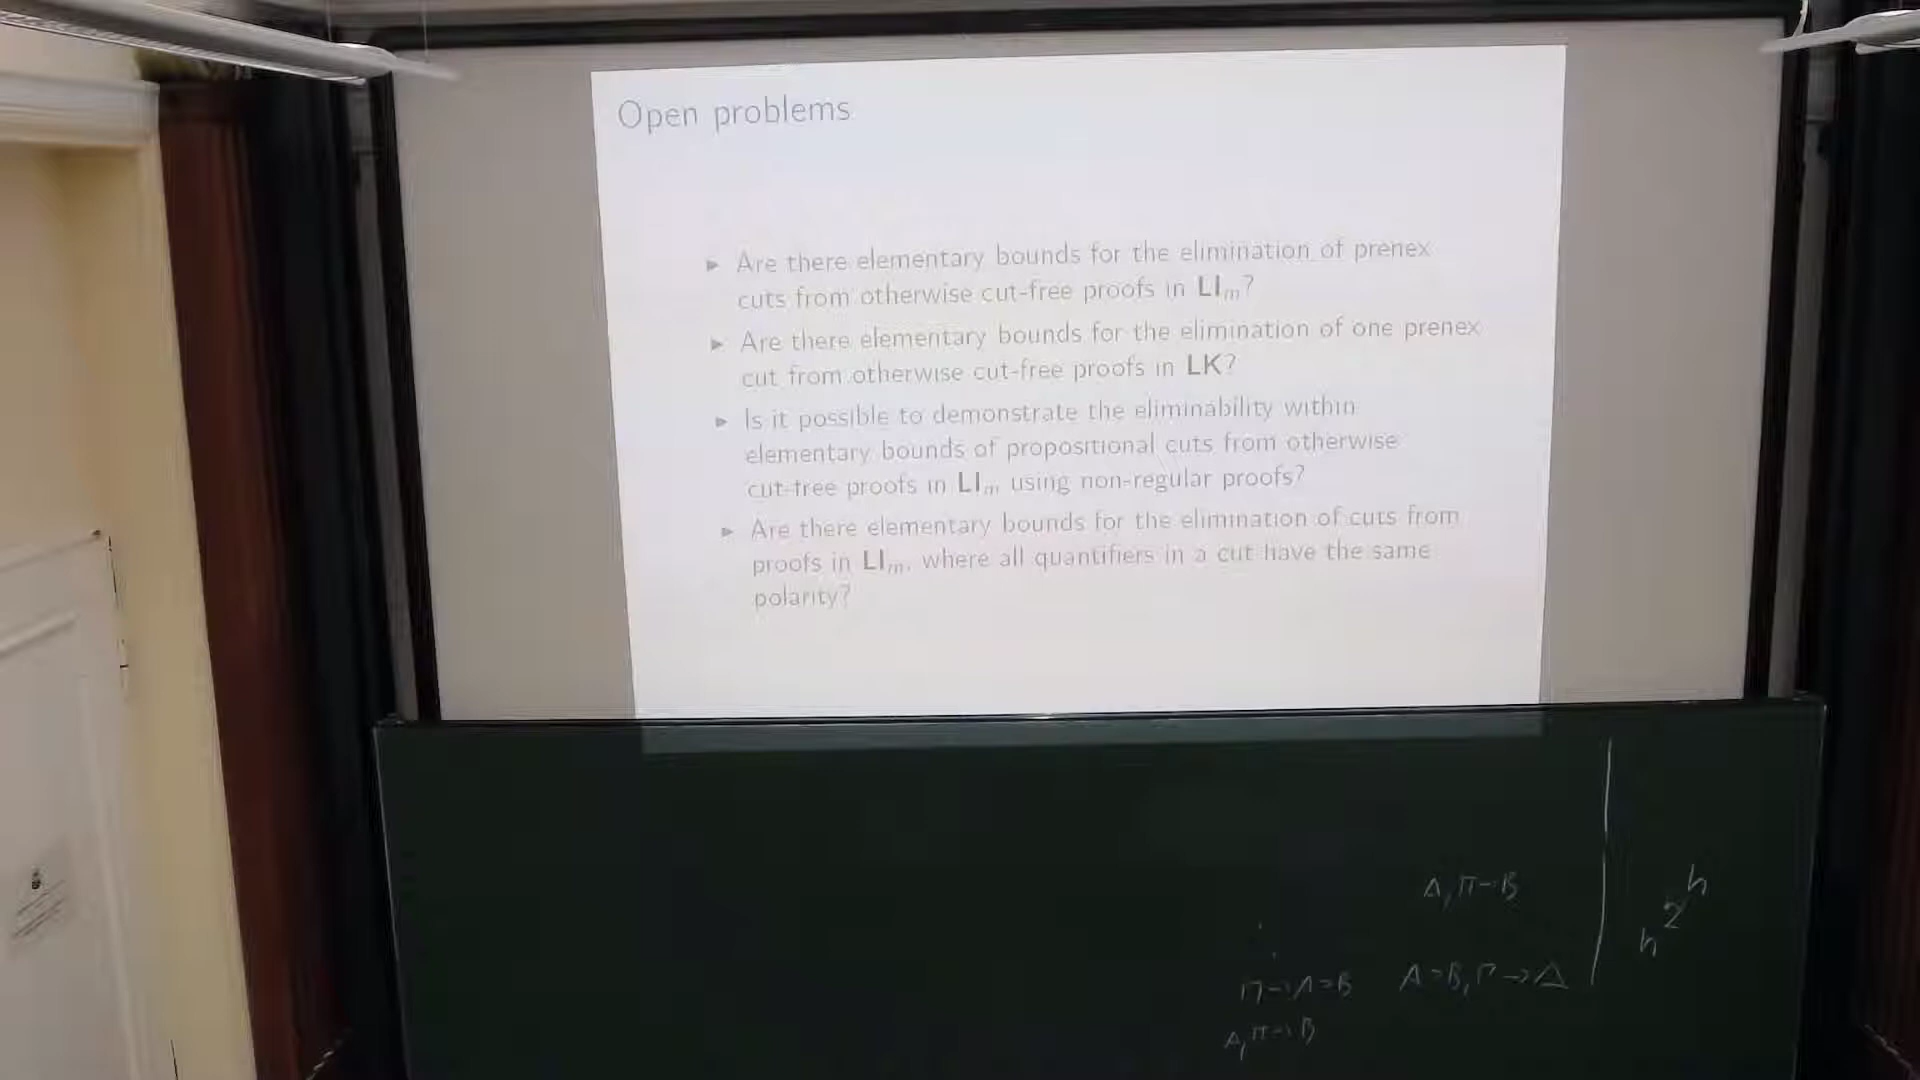 Open problems
▶ Are there elementary bounds for the elimination of prenex
cuts from otherwise cut-free proofs in LIₘ?
▶ Are there elementary bounds for the elimination of one prenex
cut from otherwise cut-free proofs in LK?
▶ Is it possible to demonstrate the eliminability within
elementary bounds of propositional cuts from otherwise
cut-free proofs in LIₘ using non-regular proofs?
▶ Are there elementary bounds for the elimination of cuts from
proofs in LIₘ, where all quantifiers in a cut have the same
polarity?
A, Π → B
Π → A ⊃ B
A ⊃ B, Γ → Δ
A, Π → B